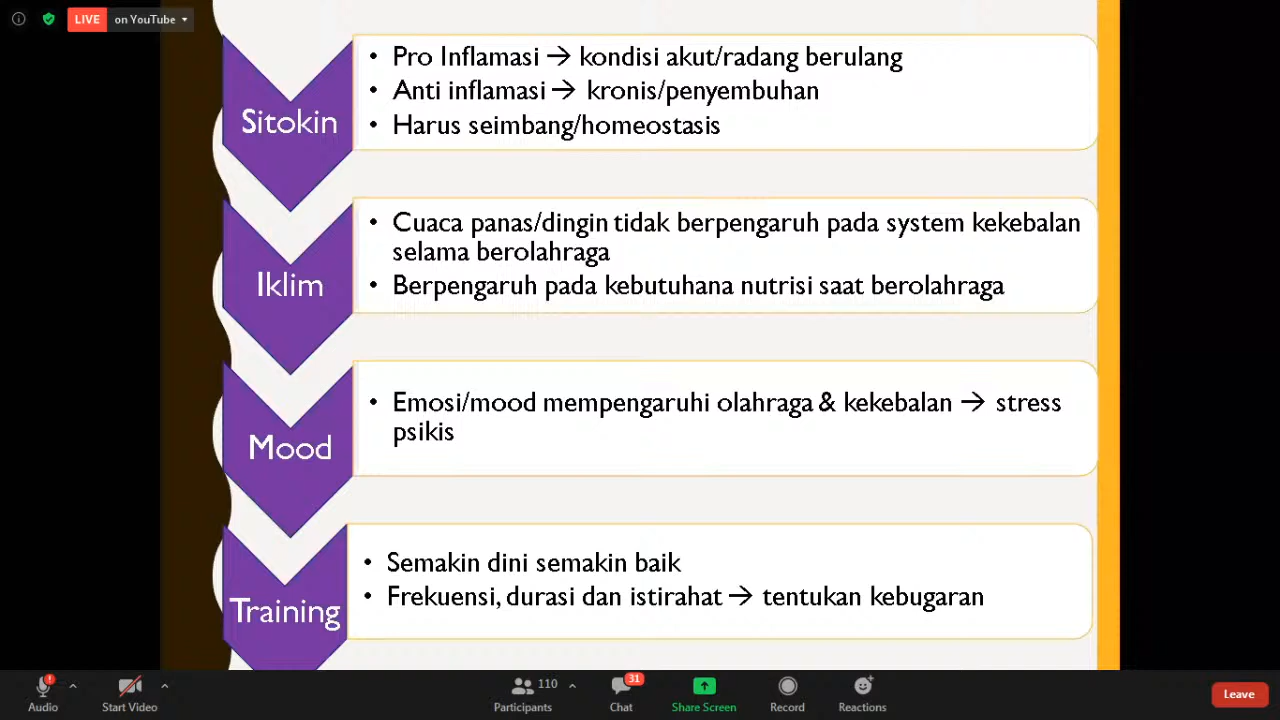 LIVE on YouTube
Sitokin
• Pro Inflamasi → kondisi akut/radang berulang
• Anti inflamasi → kronis/penyembuhan
• Harus seimbang/homeostasis
Iklim
• Cuaca panas/dingin tidak berpengaruh pada system kekebalan
selama berolahraga
• Berpengaruh pada kebutuhana nutrisi saat berolahraga
Mood
• Emosi/mood mempengaruhi olahraga & kekebalan → stress
psikis
Training
• Semakin dini semakin baik
• Frekuensi, durasi dan istirahat → tentukan kebugaran
Audio
Start Video
110
Participants
31
Chat
Share Screen
Record
Reactions
Leave